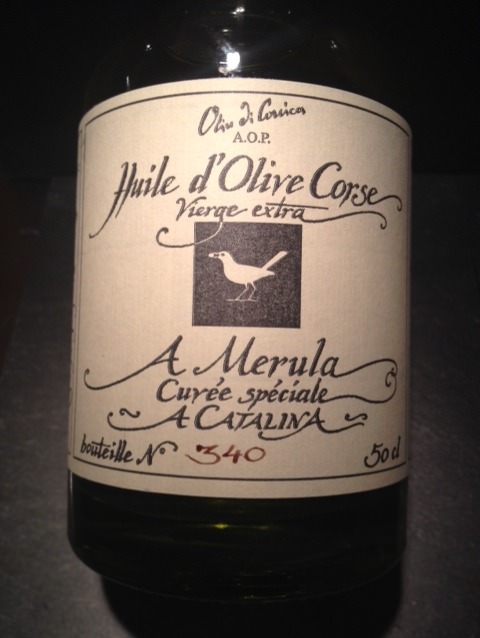 Oliu di Corsica
A.O.P.
Huile d'Olive Corse
Vierge extra
A Merula
Cuvée spéciale
A CATALINA
bouteille N° 340
50 cl